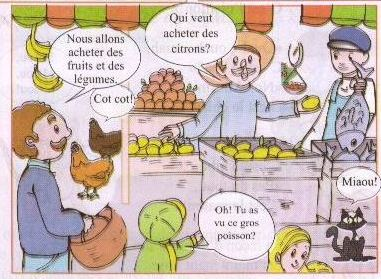 Nous allons
acheter des
fruits et des
légumes.
Qui veut
acheter des
citrons?
Cot cot!
Miaou!
Oh! Tu as
vu ce gros
poisson?